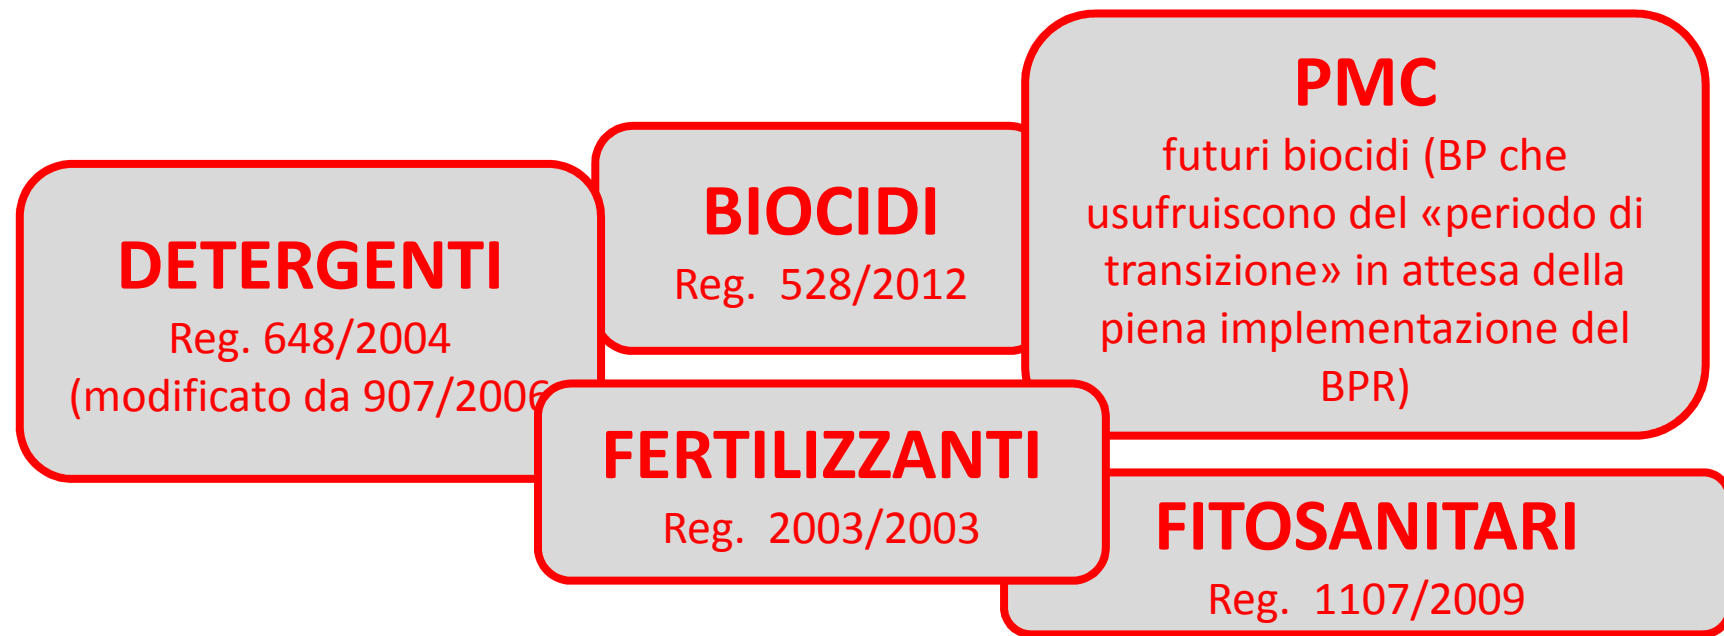 DETERGENTI
Reg. 648/2004
(modificato da 907/2006
BIOCIDI
Reg. 528/2012
PMC
futuri biocidi (BP che
usufruiscono del «periodo di
transizione» in attesa della
piena implementazione del
BPR)
FERTILIZZANTI
Reg. 2003/2003
FITOSANITARI
Reg. 1107/2009